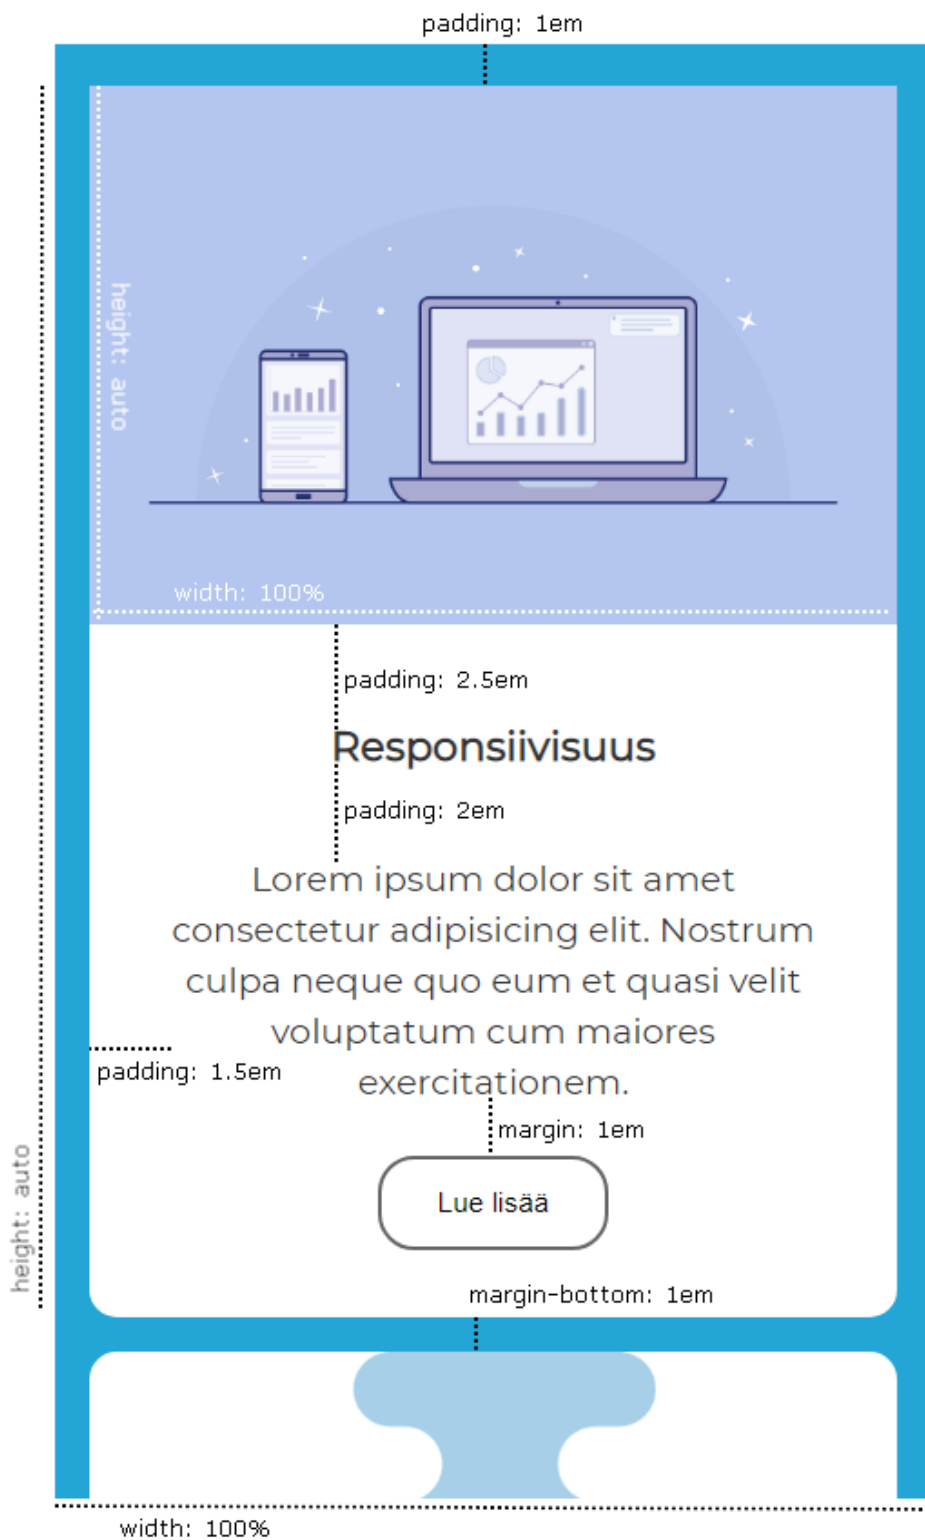 padding: 1em
height: auto
width: 100%
padding: 2.5em
Responsiivisuus
padding: 2em
Lorem ipsum dolor sit amet
consectetur adipisicing elit. Nostrum
culpa neque quo eum et quasi velit
voluptatum cum maiores
exercitationem.
padding: 1.5em
margin: 1em
Lue lisää
height: auto
margin-bottom: 1em
width: 100%